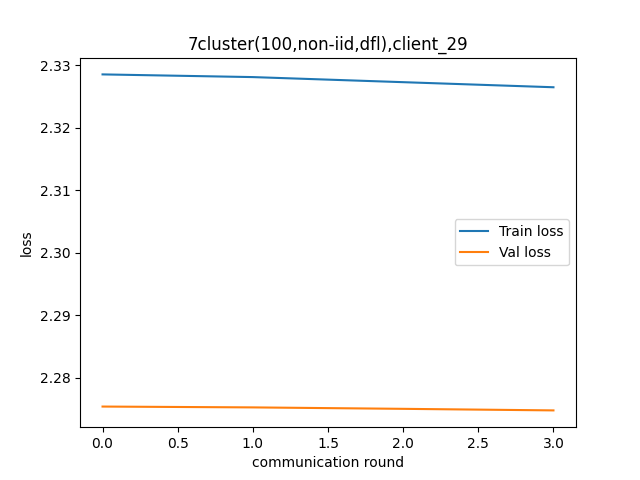 7cluster(100,non-iid,dfl),client_29
loss
2.33
2.32
2.31
2.30
2.29
2.28
Train loss
Val loss
0.0 0.5 1.0 1.5 2.0 2.5 3.0
communication round